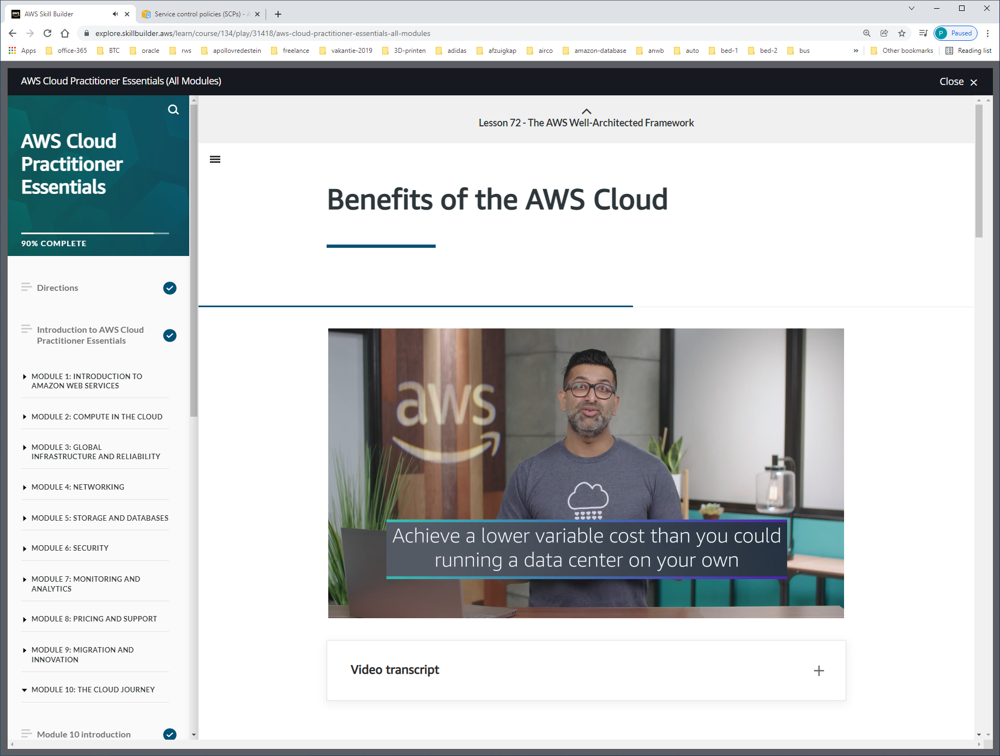 aws AWS Skill Builder
Service control policies (SCPs) - A
explore.skillbuilder.aws/learn/course/134/play/31418/aws-cloud-practitioner-essentials-all-modules
P Paused
Apps office-365 BTC oracle rws apollovredestein freelance vakantie-2019 3D-printen adidas afzuigkap airco amazon-database anwb auto bed-1 bed-2 bus » Other bookmarks Reading list
AWS Cloud Practitioner Essentials (All Modules)
Close
AWS Cloud
Practitioner
Essentials
90% COMPLETE
Directions
Introduction to AWS Cloud
Practitioner Essentials
MODULE 1: INTRODUCTION TO
AMAZON WEB SERVICES
MODULE 2: COMPUTE IN THE CLOUD
MODULE 3: GLOBAL
INFRASTRUCTURE AND RELIABILITY
MODULE 4: NETWORKING
MODULE 5: STORAGE AND DATABASES
MODULE 6: SECURITY
MODULE 7: MONITORING AND
ANALYTICS
MODULE 8: PRICING AND SUPPORT
MODULE 9: MIGRATION AND
INNOVATION
MODULE 10: THE CLOUD JOURNEY
Module 10 introduction
Lesson 72 - The AWS Well-Architected Framework
Benefits of the AWS Cloud
aws
Achieve a lower variable cost than you could
running a data center on your own
Video transcript